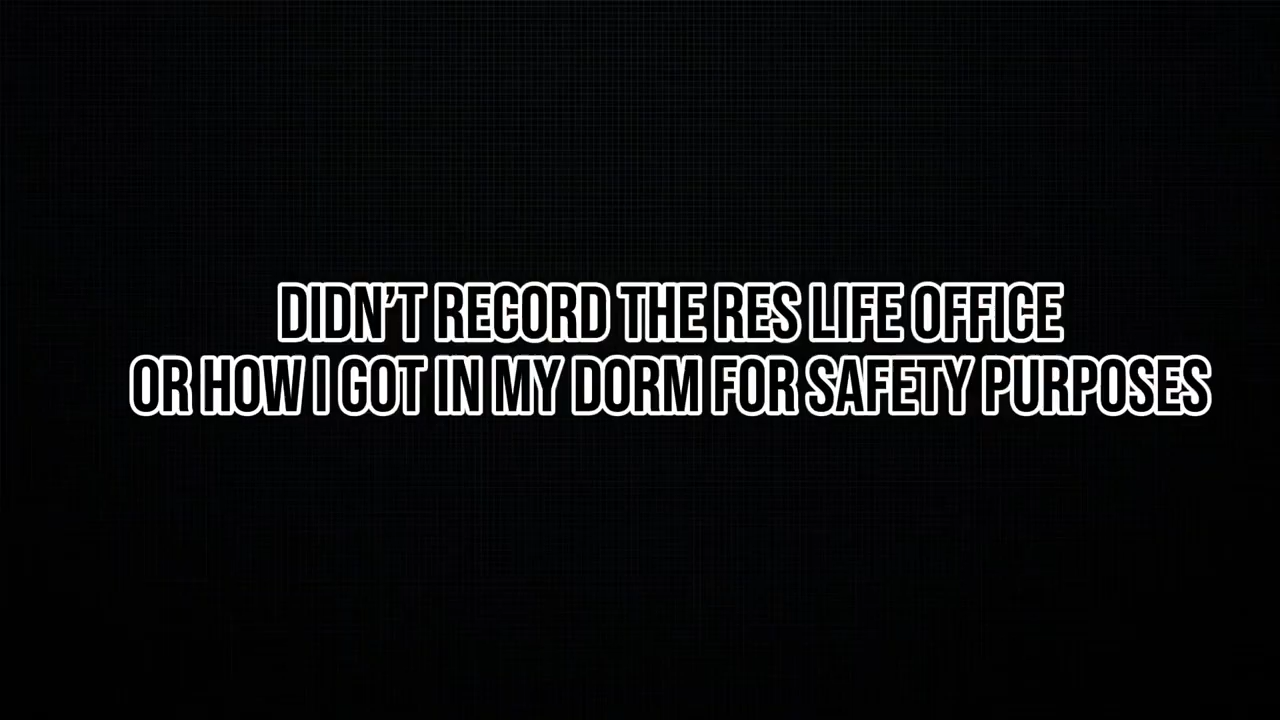 DIDN'T RECORD THE RES LIFE OFFICE
OR HOW I GOT IN MY DORM FOR SAFETY PURPOSES